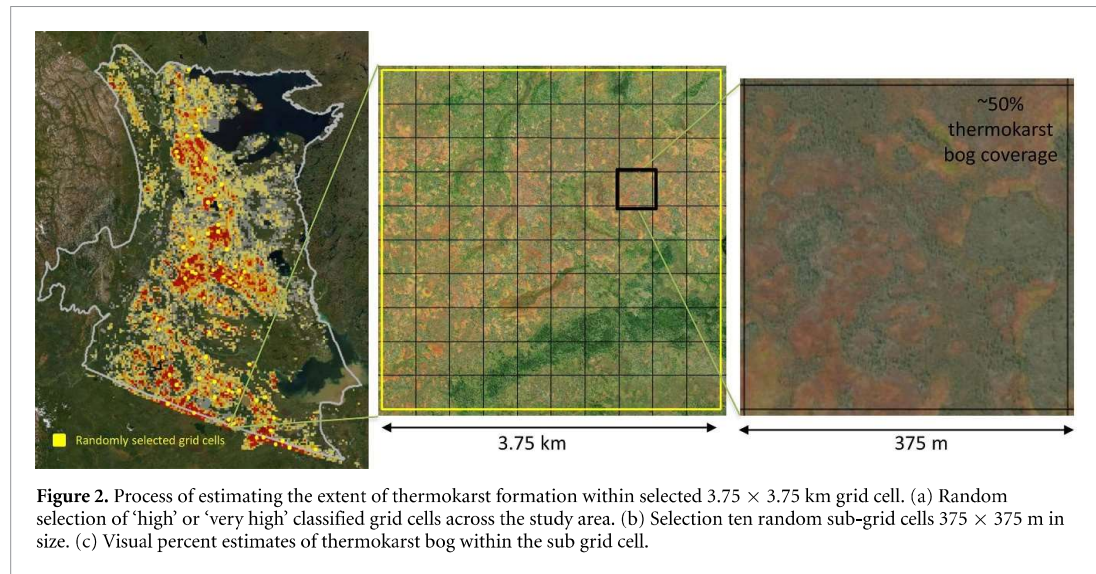 ~50%
thermokarst
bog coverage
Randomly selected grid cells
3.75 km
375 m
Figure 2. Process of estimating the extent of thermokarst formation within selected 3.75 × 3.75 km grid cell. (a) Random
selection of ‘high’ or ‘very high’ classified grid cells across the study area. (b) Selection ten random sub-grid cells 375 × 375 m in
size. (c) Visual percent estimates of thermokarst bog within the sub grid cell.